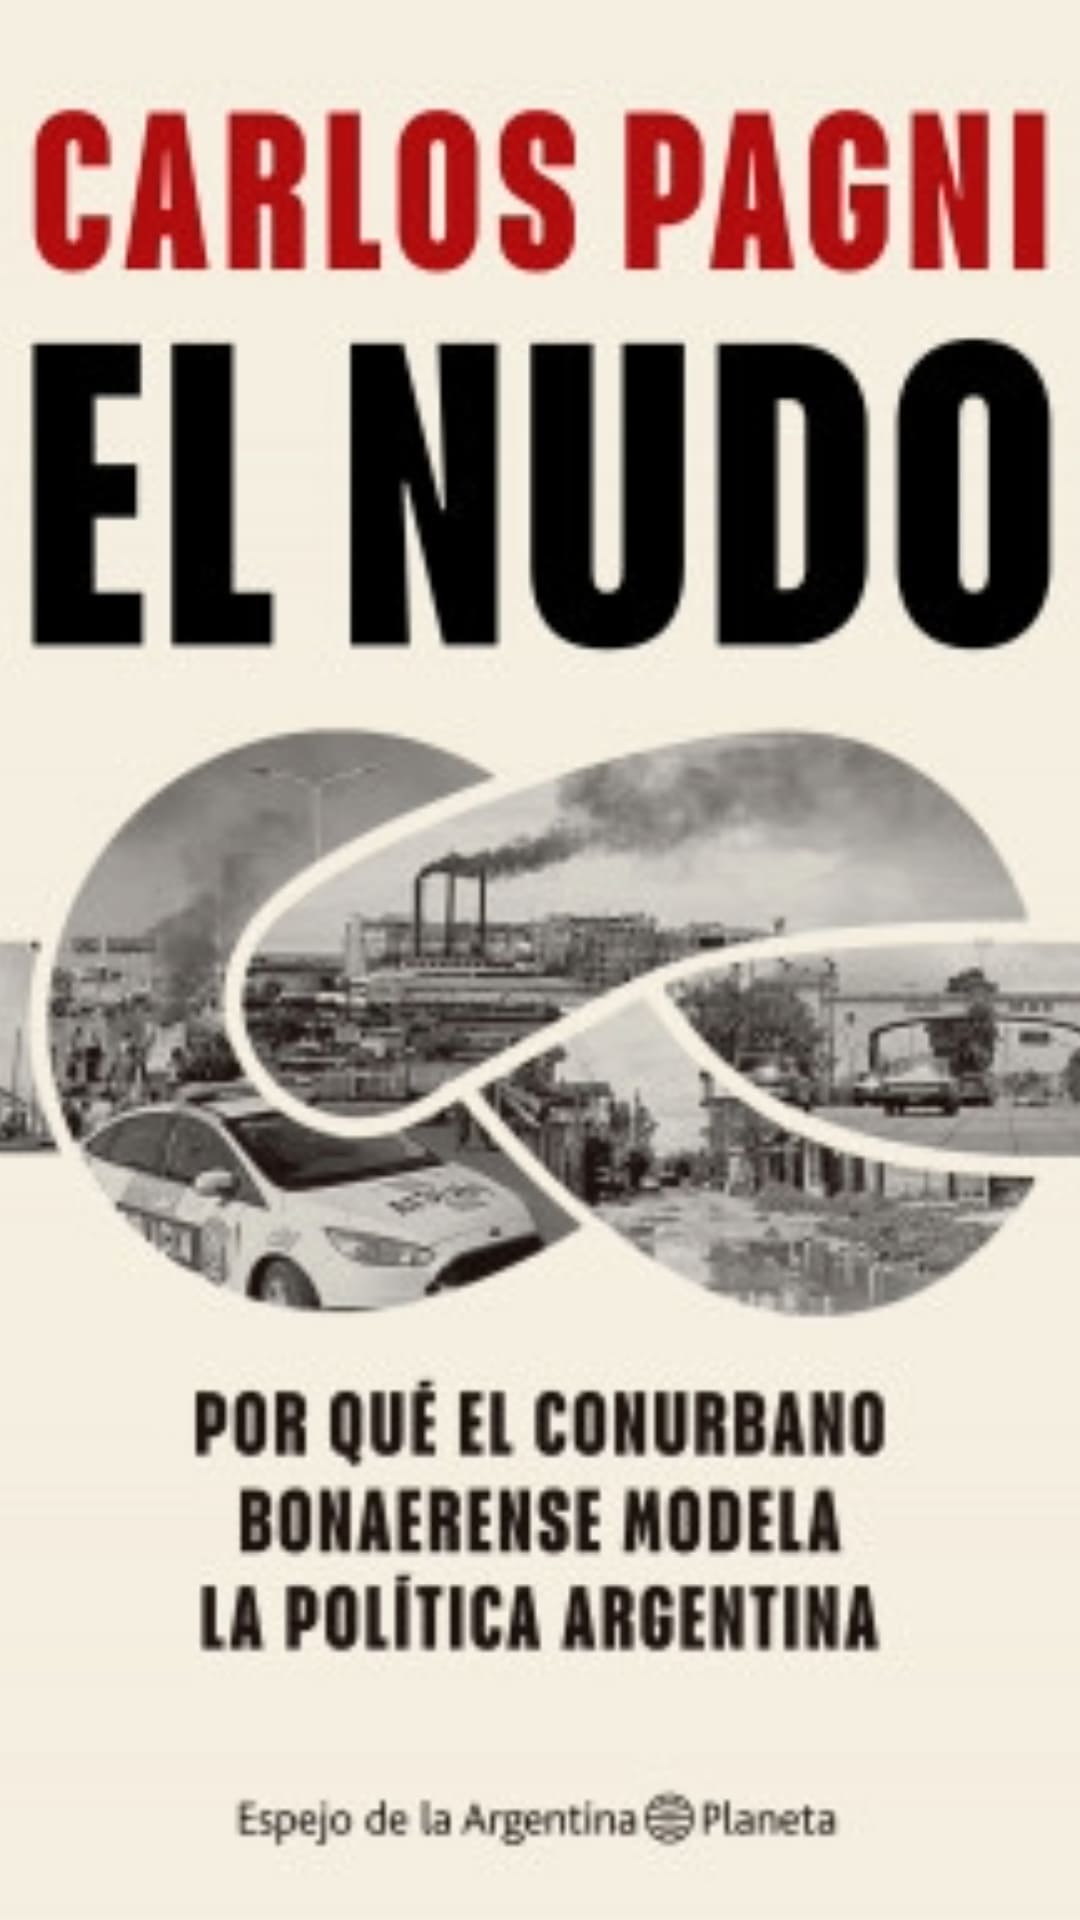 CARLOS PAGNI
EL NUDO
POR QUÉ EL CONURBANO
BONAERENSE MODELA
LA POLÍTICA ARGENTINA
Espejo de la Argentina Planeta